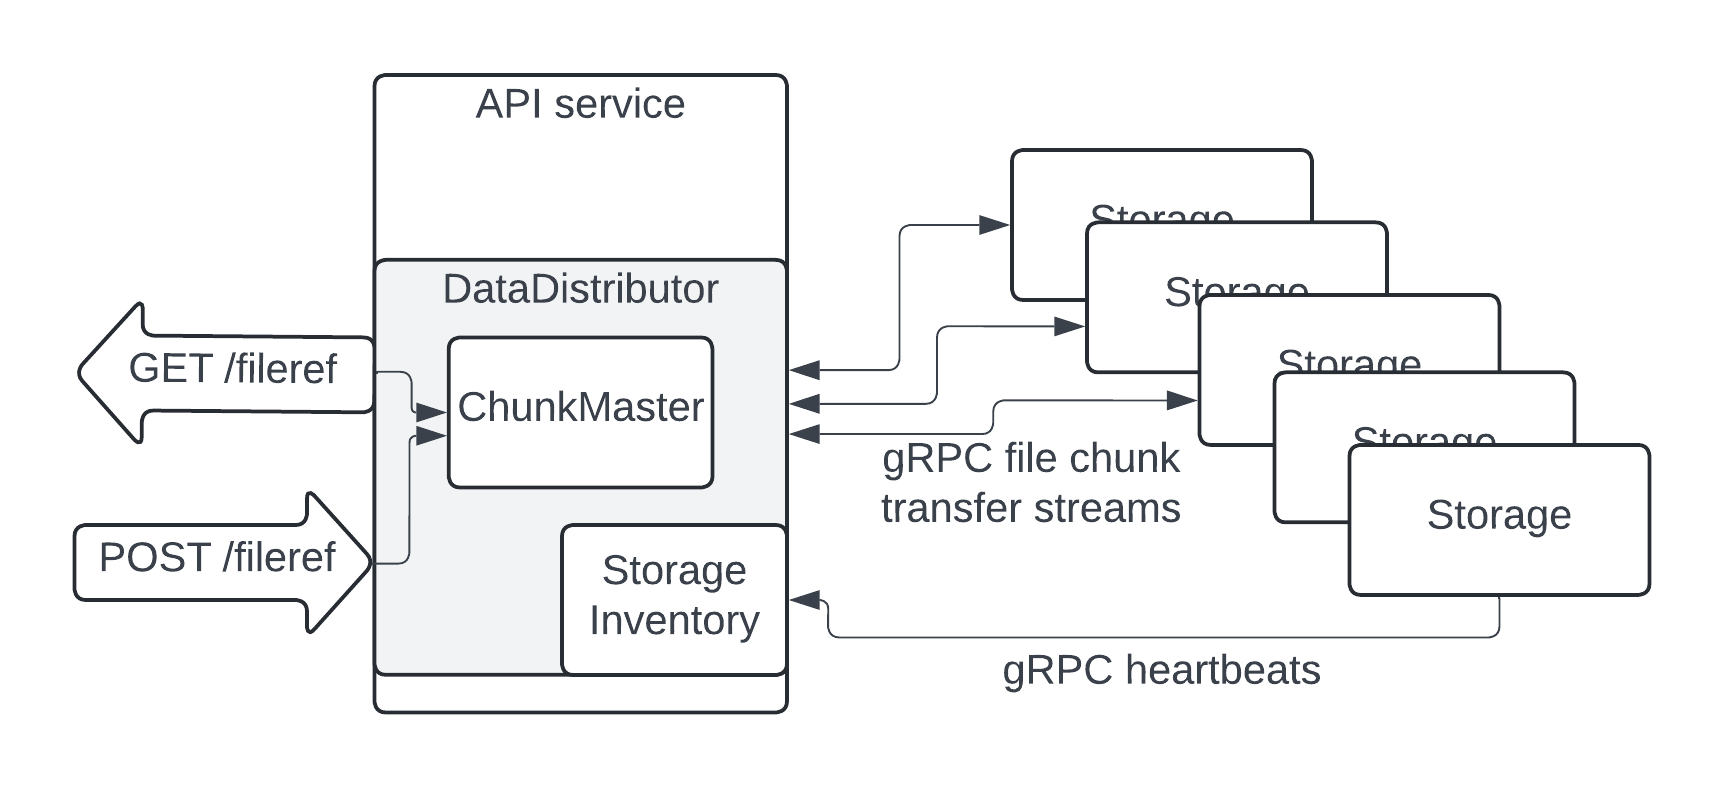 API service
DataDistributor
GET /fileref
ChunkMaster
POST /fileref
Storage
Inventory
Storage
Storage
Storage
Storage
Storage
gRPC file chunk
transfer streams
gRPC heartbeats